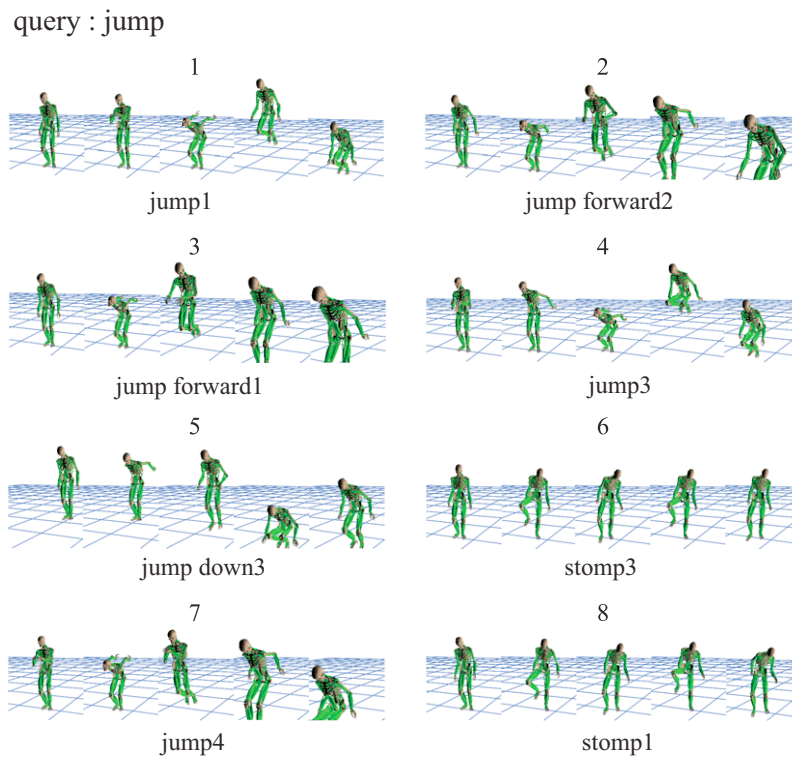 query : jump
1
2
jump1
jump forward2
3
4
jump forward1
jump3
5
6
jump down3
stomp3
7
8
jump4
stomp1